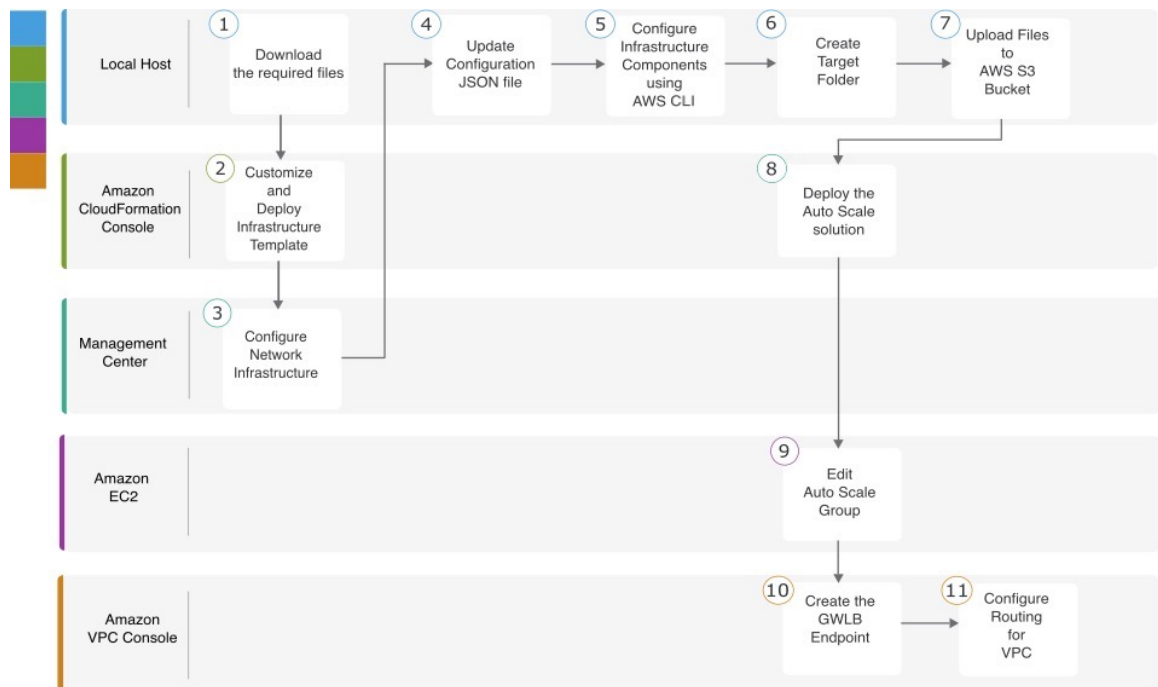 Local Host
1
Download
the required files
4
Update
Configuration
JSON file
5
Configure
Infrastructure
Components
using
AWS CLI
6
Create
Target
Folder
7
Upload Files
to
AWS S3
Bucket
Amazon
CloudFormation
Console
2
Customize
and
Deploy
Infrastructure
Template
8
Deploy the
Auto Scale
solution
Management
Center
3
Configure
Network
Infrastructure
Amazon
EC2
9
Edit
Auto Scale
Group
Amazon
VPC Console
10
Create the
GWLB
Endpoint
11
Configure
Routing
for
VPC